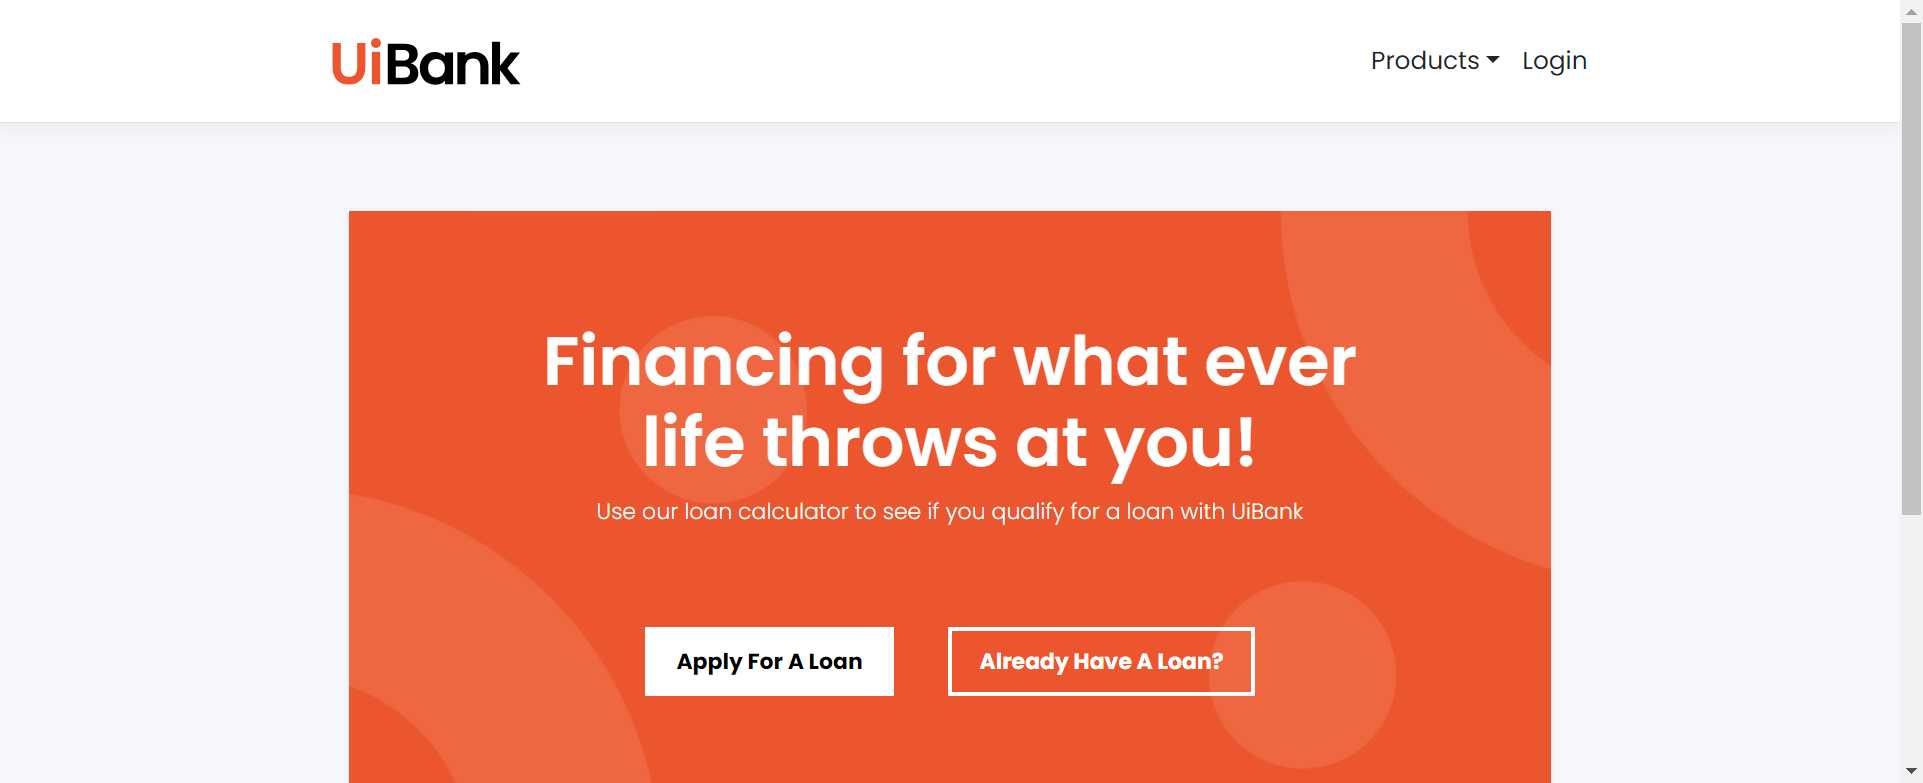 UiBank
Products
Login
Financing for what ever
life throws at you!
Use our loan calculator to see if you qualify for a loan with UiBank
Apply For A Loan
Already Have A Loan?